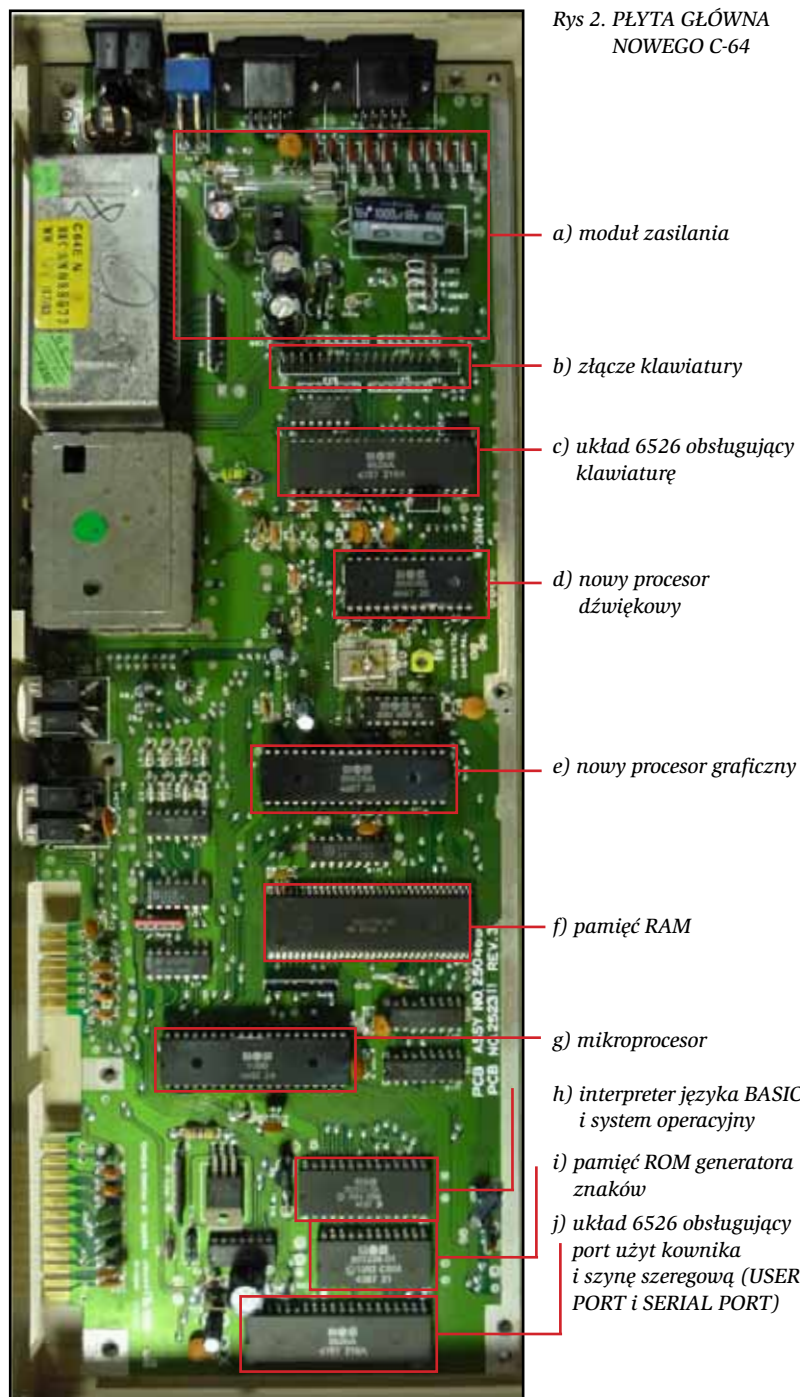 Rys 2. PŁYTA GŁÓWNA
NOWEGO C-64
a) moduł zasilania
b) złącze klawiatury
c) układ 6526 obsługujący
klawiaturę
d) nowy procesor
dźwiękowy
e) nowy procesor graficzny
f) pamięć RAM
g) mikroprocesor
h) interpreter języka BASIC
i system operacyjny
i) pamięć ROM generatora
znaków
j) układ 6526 obsługujący
port użyt kownika
i szynę szeregową (USER
PORT i SERIAL PORT)
C64E N
PCB ASSY NO.
PCB NO.252311 REV.